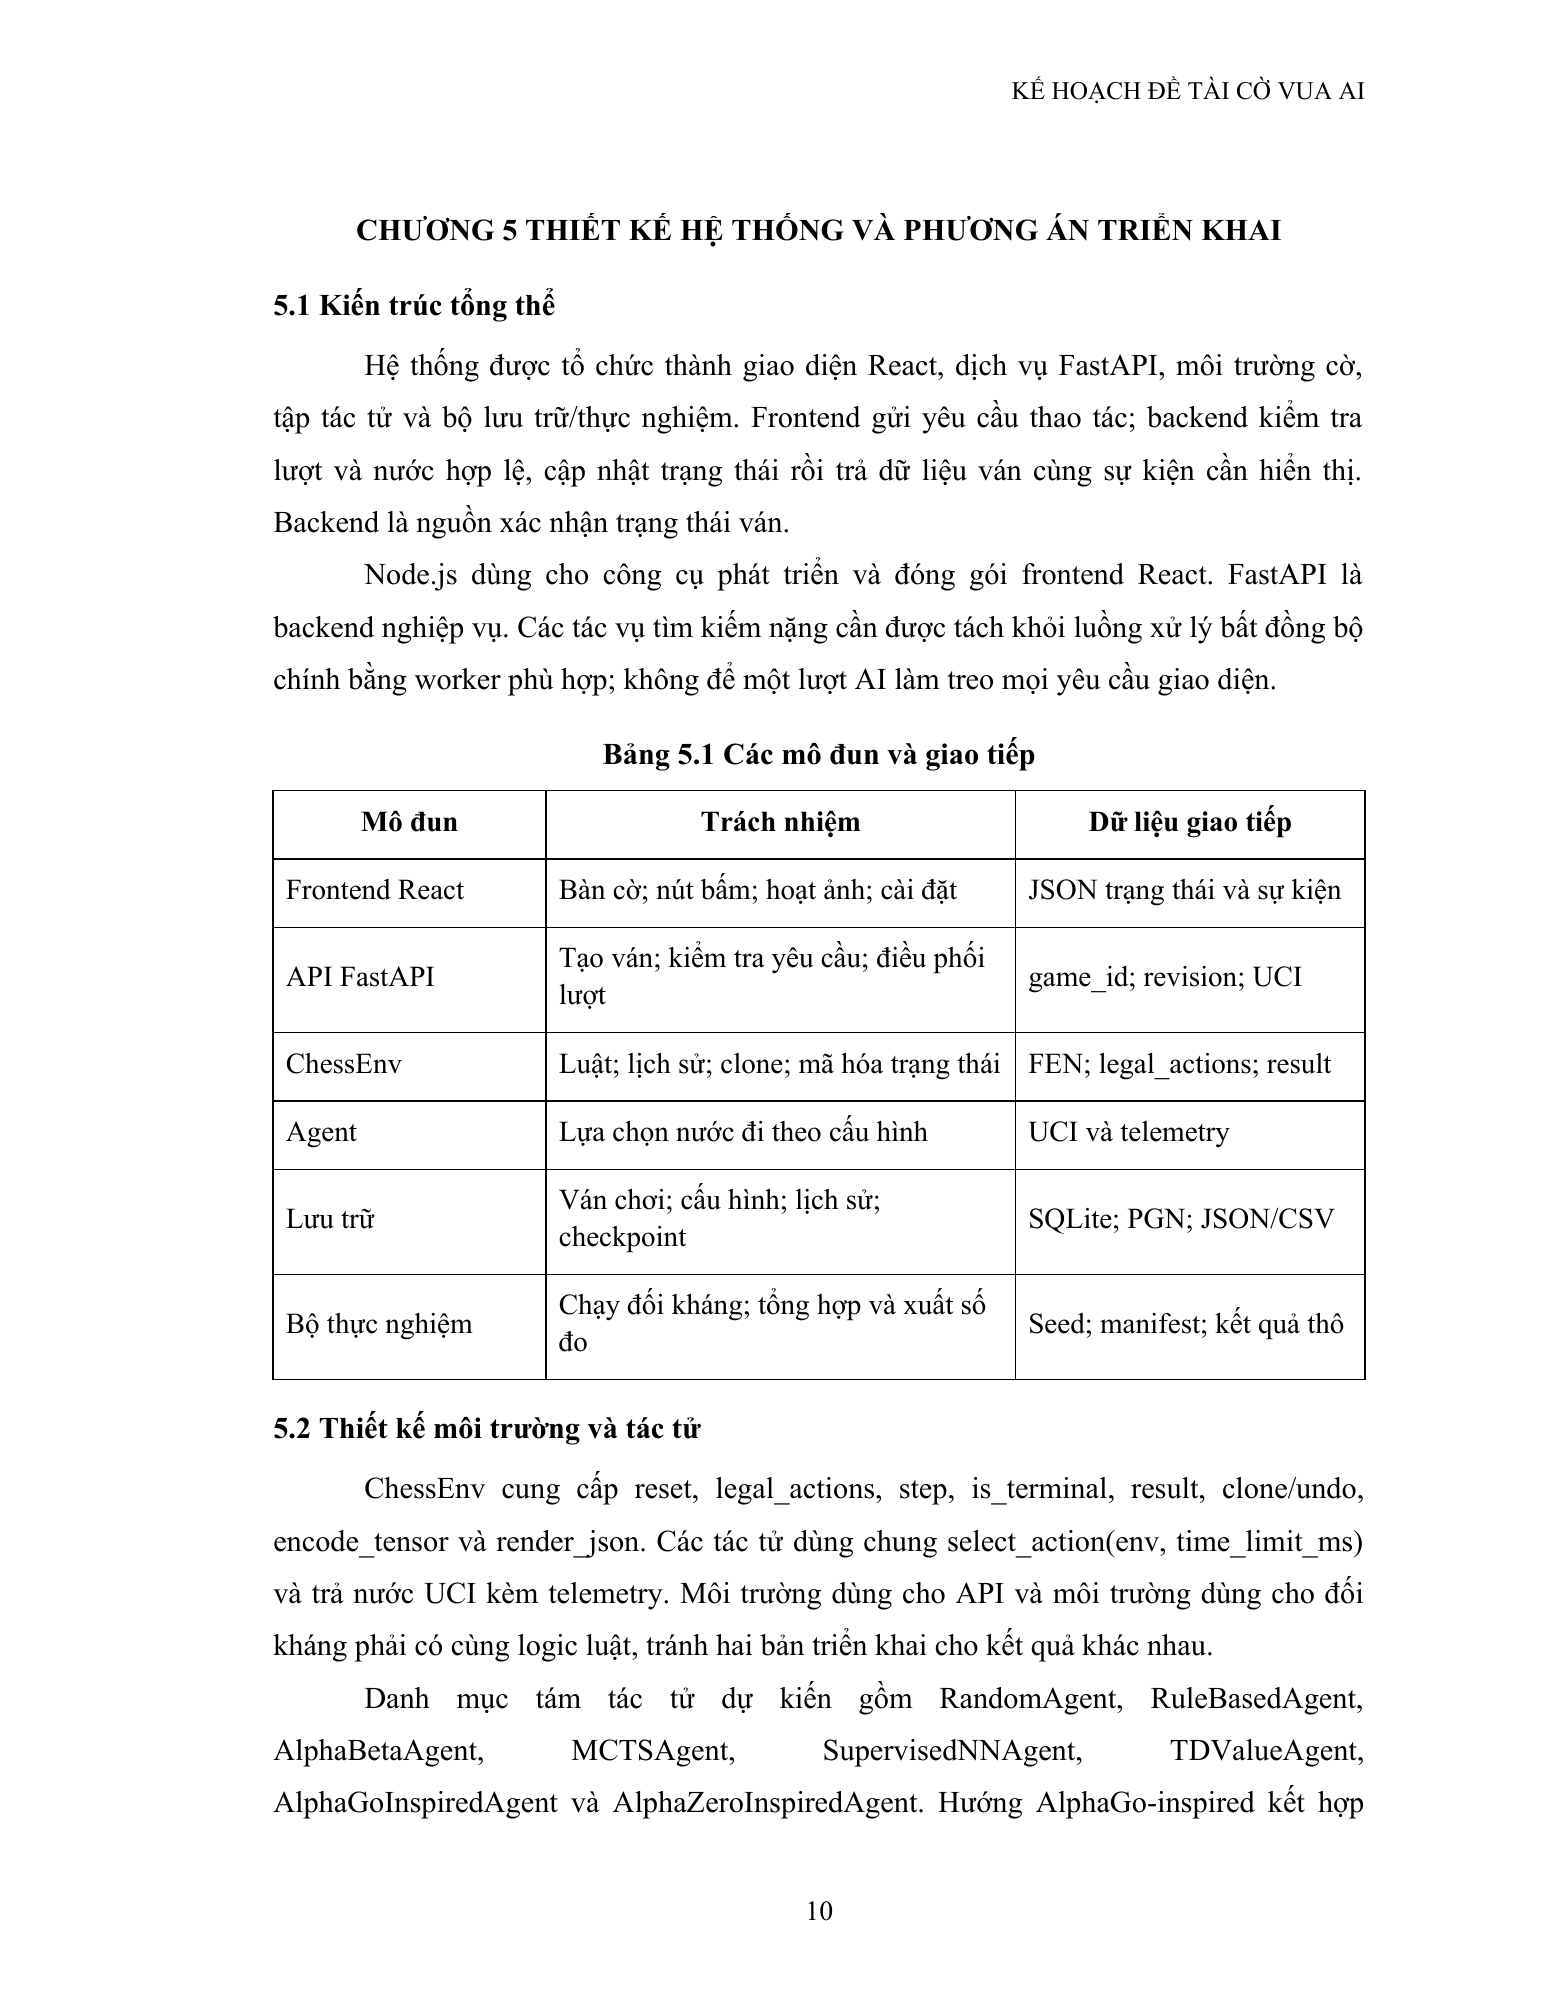 KẾ HOẠCH ĐỀ TÀI CỜ VUA AI
CHƯƠNG 5 THIẾT KẾ HỆ THỐNG VÀ PHƯƠNG ÁN TRIỂN KHAI
5.1 Kiến trúc tổng thể
Hệ thống được tổ chức thành giao diện React, dịch vụ FastAPI, môi trường cờ,
tập tác tử và bộ lưu trữ/thực nghiệm. Frontend gửi yêu cầu thao tác; backend kiểm tra
lượt và nước hợp lệ, cập nhật trạng thái rồi trả dữ liệu ván cùng sự kiện cần hiển thị.
Backend là nguồn xác nhận trạng thái ván.
Node.js dùng cho công cụ phát triển và đóng gói frontend React. FastAPI là
backend nghiệp vụ. Các tác vụ tìm kiếm nặng cần được tách khỏi luồng xử lý bất đồng bộ
chính bằng worker phù hợp; không để một lượt AI làm treo mọi yêu cầu giao diện.
Bảng 5.1 Các mô đun và giao tiếp
Mô đun Trách nhiệm Dữ liệu giao tiếp
Frontend React Bàn cờ; nút bấm; hoạt ảnh; cài đặt JSON trạng thái và sự kiện
API FastAPI Tạo ván; kiểm tra yêu cầu; điều phối
lượt game_id; revision; UCI
ChessEnv Luật; lịch sử; clone; mã hóa trạng thái FEN; legal_actions; result
Agent Lựa chọn nước đi theo cấu hình UCI và telemetry
Lưu trữ Ván chơi; cấu hình; lịch sử;
checkpoint SQLite; PGN; JSON/CSV
Bộ thực nghiệm Chạy đối kháng; tổng hợp và xuất số
đo Seed; manifest; kết quả thô
5.2 Thiết kế môi trường và tác tử
ChessEnv cung cấp reset, legal_actions, step, is_terminal, result, clone/undo,
encode_tensor và render_json. Các tác tử dùng chung select_action(env, time_limit_ms)
và trả nước UCI kèm telemetry. Môi trường dùng cho API và môi trường dùng cho đối
kháng phải có cùng logic luật, tránh hai bản triển khai cho kết quả khác nhau.
Danh mục tám tác tử dự kiến gồm RandomAgent, RuleBasedAgent,
AlphaBetaAgent, MCTSAgent, SupervisedNNAgent, TDValueAgent,
AlphaGoInspiredAgent và AlphaZeroInspiredAgent. Hướng AlphaGo-inspired kết hợp
10